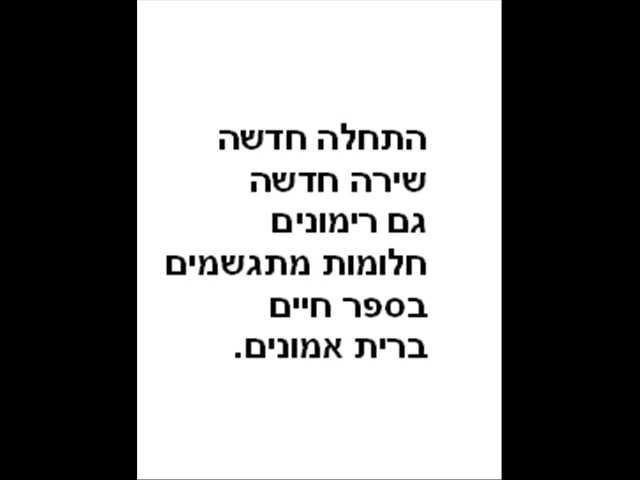 התחלה חדשה
שירה חדשה
גם רימונים
חלומות מתגשמים
בספר חיים
ברית אמונים.